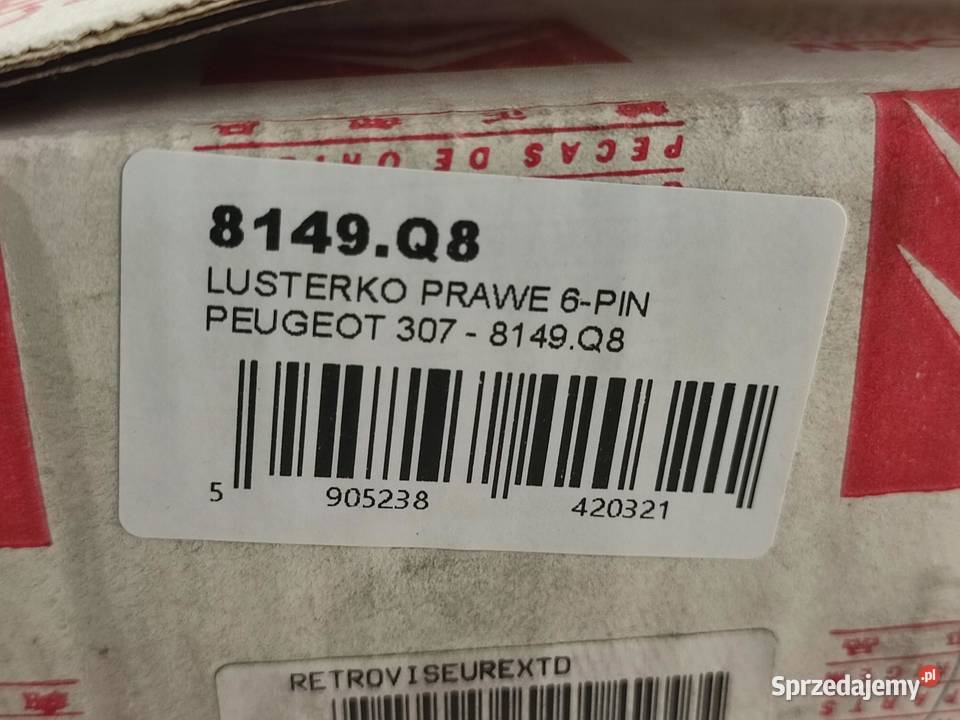 PECAS DE
8149.Q8
LUSTERKO PRAWE 6-PIN
PEUGEOT 307 - 8149.Q8
5 905238 420321
RETROVISEUREXTD
Sprzedajemy.pl